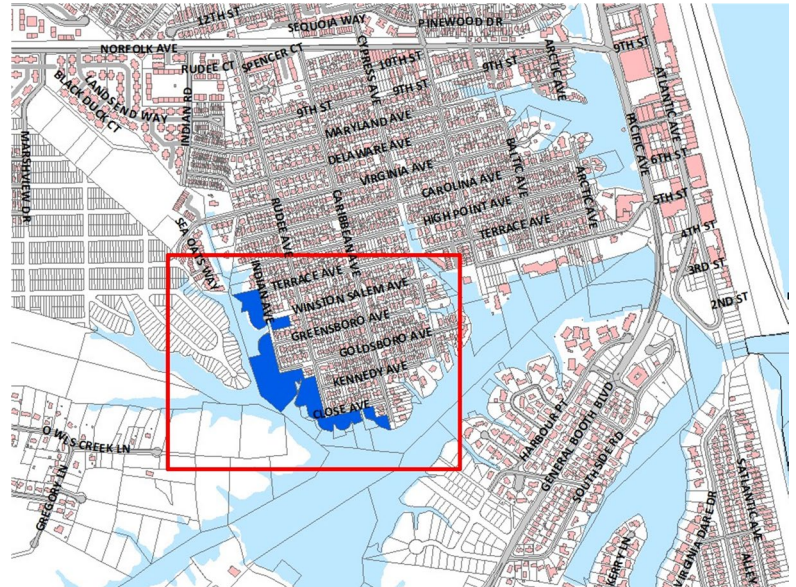 12TH ST
SEQUOIA WAY
PINEWOOD DR
NORFOLK AVE
RUDEE CT
SPENCER CT
CYPRESS AVE
10TH ST
9TH ST
ARCTIC AVE
9TH ST
LANDSEND WAY
BLACK DUCK CT
INDIAN RD
9TH ST
9TH ST
MARYLAND AVE
DELAWARE AVE
VIRGINIA AVE
CAROLINA AVE
HIGH POINT AVE
TERRACE AVE
BALTIC AVE
ARCTIC AVE
PACIFIC AVE
ATLANTIC AVE
6TH ST
5TH ST
4TH ST
3RD ST
2ND ST
MARSHVIEW DR
SEA OATS WAY
RUDEE AVE
CARIBBEAN AVE
INDIAN AVE
TERRACE AVE
WINSTON SALEM AVE
GREENSBORO AVE
GOLDSBORO AVE
KENNEDY AVE
CLOSE AVE
OWLS CREEK LN
GREGORY LN
HARBOUR PT
GENERAL BOOTH BLVD
SOUTHSIDE RD
KERRY LN
VIRGINIA DARE DR
S ATLANTIC AVE
ALLEY